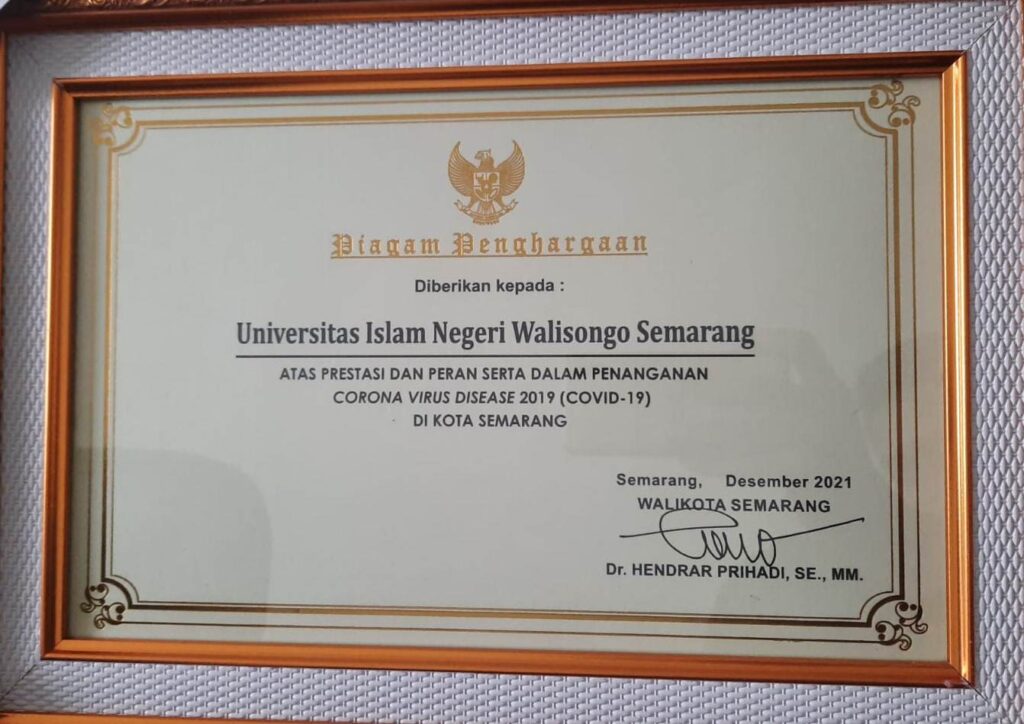 Piagam Penghargaan
Diberikan kepada :
Universitas Islam Negeri Walisongo Semarang
ATAS PRESTASI DAN PERAN SERTA DALAM PENANGANAN
CORONA VIRUS DISEASE 2019 (COVID-19)
DI KOTA SEMARANG
Semarang, Desember 2021
WALIKOTA SEMARANG
Dr. HENDRAR PRIHADI, SE., MM.